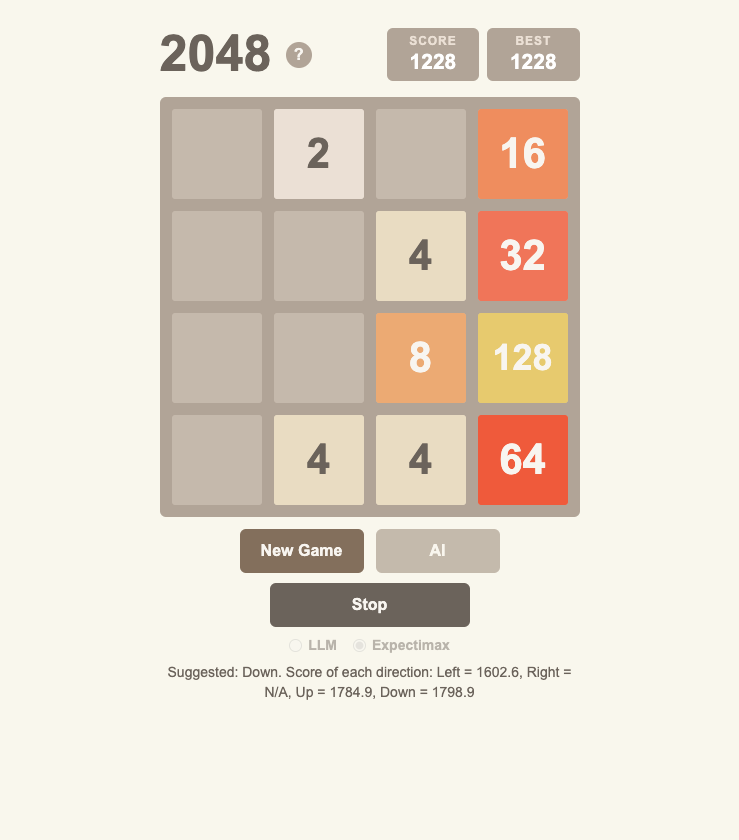 2048
?
SCORE
1228
BEST
1228
2
16
4
32
8
128
4
4
64
New Game
AI
Stop
LLM
Expectimax
Suggested: Down. Score of each direction: Left = 1602.6, Right =
N/A, Up = 1784.9, Down = 1798.9